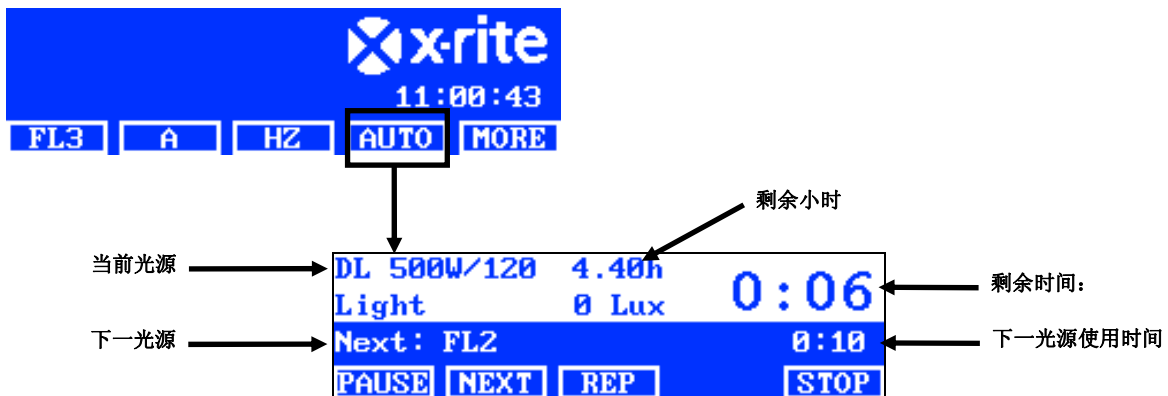 x·rite
11:00:43
FL3 A HZ AUTO MORE
剩余小时
当前光源
DL 500W/120 4.40h
Light 0 Lux
0:06
剩余时间:
下一光源
Next: FL2 0:10
下一光源使用时间
PAUSE NEXT REP STOP